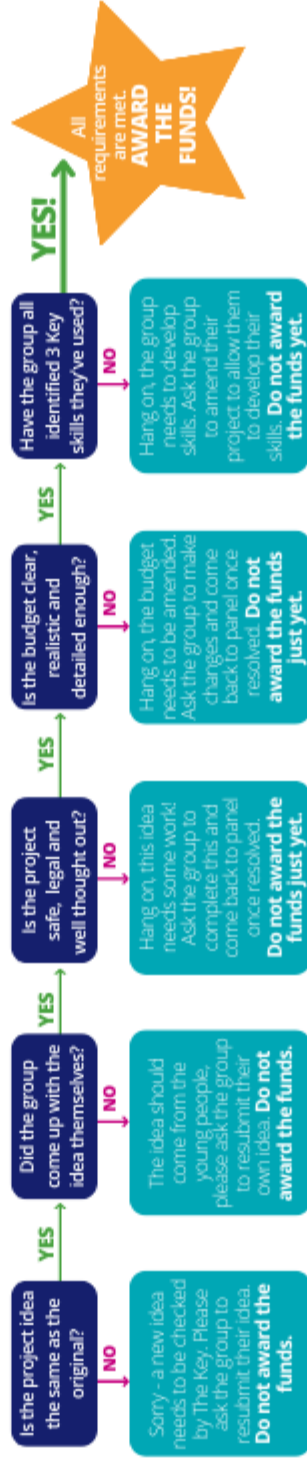 Is the project idea
the same as the
original?
YES
NO
Sorry - a new idea
needs to be checked
by The Key. Please
ask the group to
resubmit their idea.
Do not award the
funds.
Did the group
come up with the
idea themselves?
YES
NO
The idea should
come from the
young people,
please ask the group
to resubmit their
own idea. Do not
award the funds.
Is the project
safe, legal and
well thought out?
YES
NO
Hang on, this idea
needs some work!
Ask the group to
complete this and
come back to panel
once resolved.
Do not award the
funds just yet.
Is the budget clear,
realistic and
detailed enough?
YES
NO
Hang on, the budget
needs to be amended.
Ask the group to make
changes and come
back to panel once
resolved. Do not
award the funds
just yet.
Have the group all
identified 3 Key
skills they've used?
YES!
NO
Hang on, the group
needs to develop
skills. Ask the group
to amend their
project to allow them
to develop their
skills. Do not award
the funds yet.
All
requirements
are met.
AWARD
THE
FUNDS!